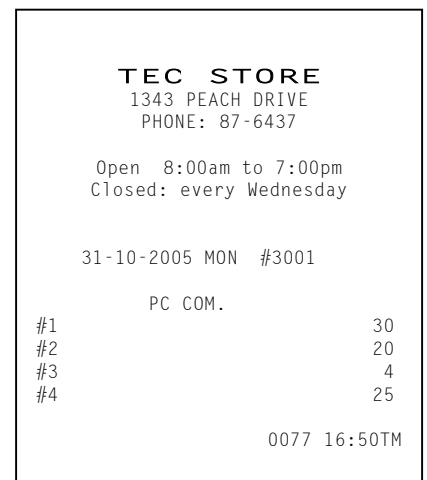 TEC STORE
1343 PEACH DRIVE
PHONE: 87-6437
Open 8:00am to 7:00pm
Closed: every Wednesday
31-10-2005 MON #3001
PC COM.
#1 30
#2 20
#3 4
#4 25
0077 16:50TM